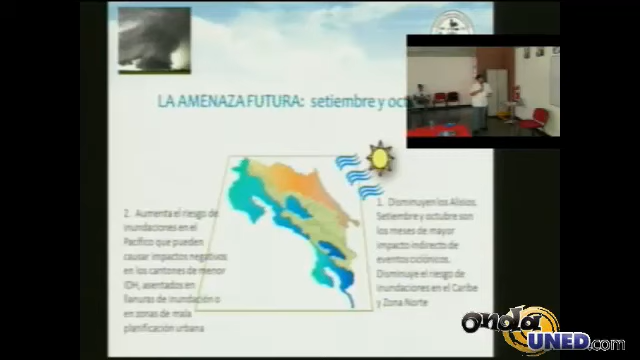 LA AMENAZA FUTURA: setiembre y oct
1. Disminuyen los Alisios.
Setiembre y octubre son
los meses de mayor
impacto indirecto de
eventos ciclónicos.
Disminuye el riesgo de
inundaciones en el Caribe
y Zona Norte
2. Aumenta el riesgo de
inundaciones en el
Pacífico que pueden
causar impactos negativos
en los cantones de menor
IDH, asentados en
llanuras de inundación o
en zonas de mala
planificación urbana
onda
UNED.com